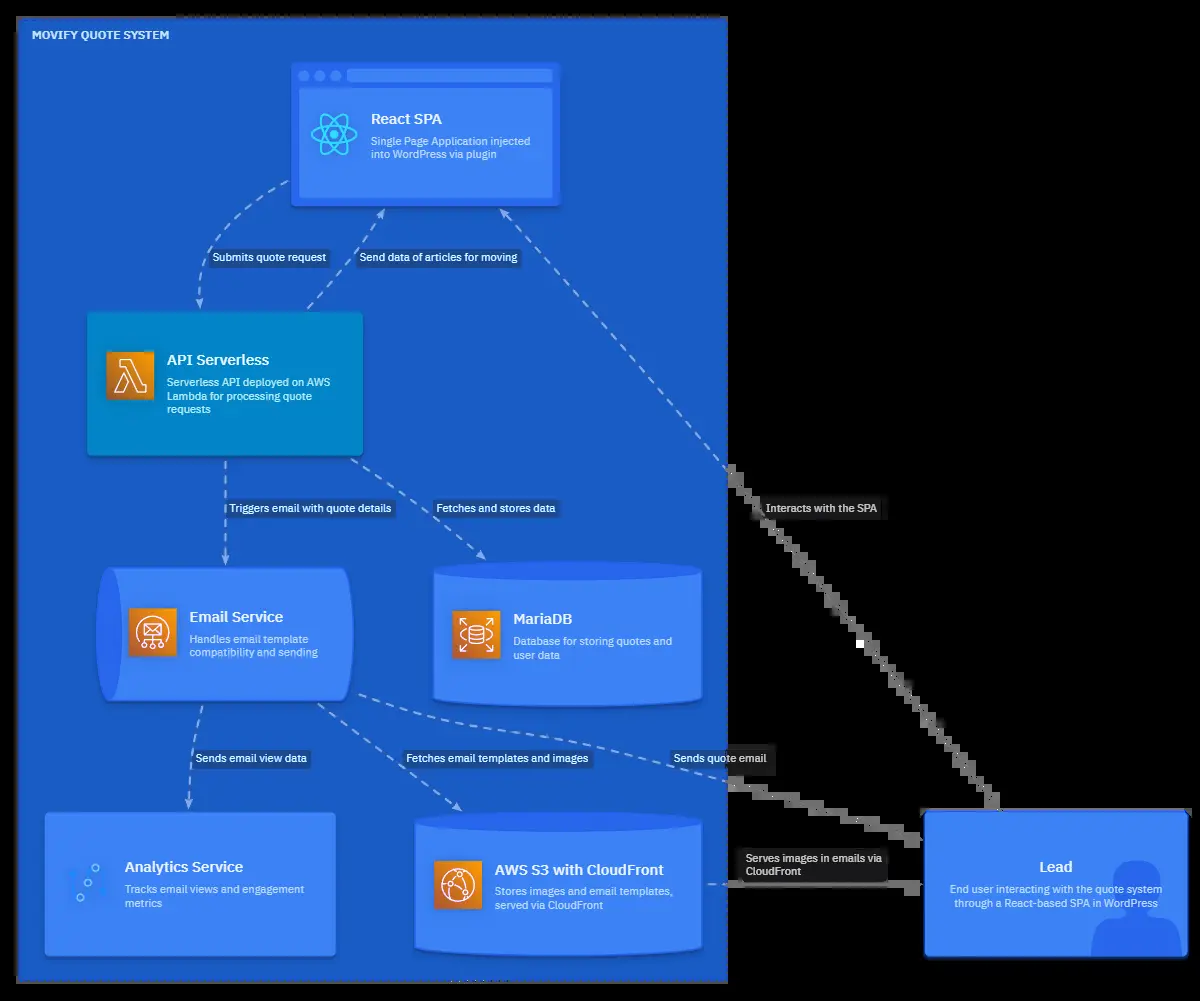 MOVIFY QUOTE SYSTEM
React SPA
Single Page Application injected
into WordPress via plugin
Submits quote request
Send data of articles for moving
API Serverless
Serverless API deployed on AWS
Lambda for processing quote
requests
Triggers email with quote details
Fetches and stores data
Interacts with the SPA
Email Service
Handles email template
compatibility and sending
MariaDB
Database for storing quotes and
user data
Sends email view data
Fetches email templates and images
Sends quote email
Analytics Service
Tracks email views and engagement
metrics
AWS S3 with CloudFront
Stores images and email templates,
served via CloudFront
Serves images in emails via
CloudFront
Lead
End user interacting with the quote system
through a React-based SPA in WordPress